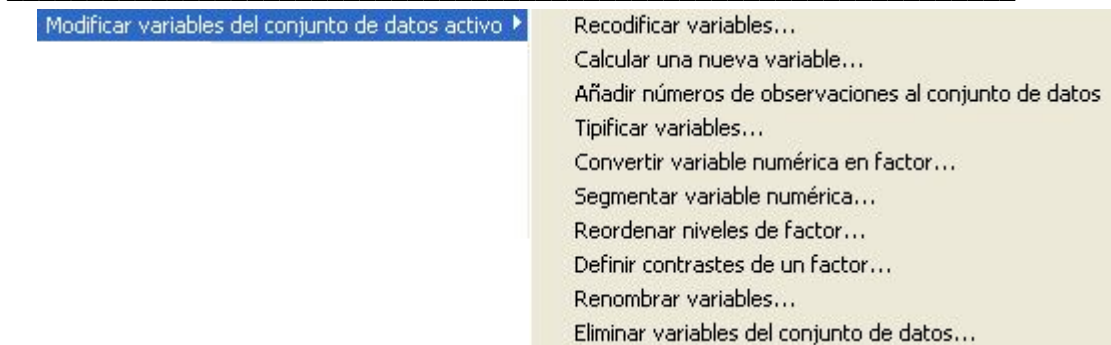 Modificar variables del conjunto de datos activo
Recodificar variables...
Calcular una nueva variable...
Añadir números de observaciones al conjunto de datos
Tipificar variables...
Convertir variable numérica en factor...
Segmentar variable numérica...
Reordenar niveles de factor...
Definir contrastes de un factor...
Renombrar variables...
Eliminar variables del conjunto de datos...